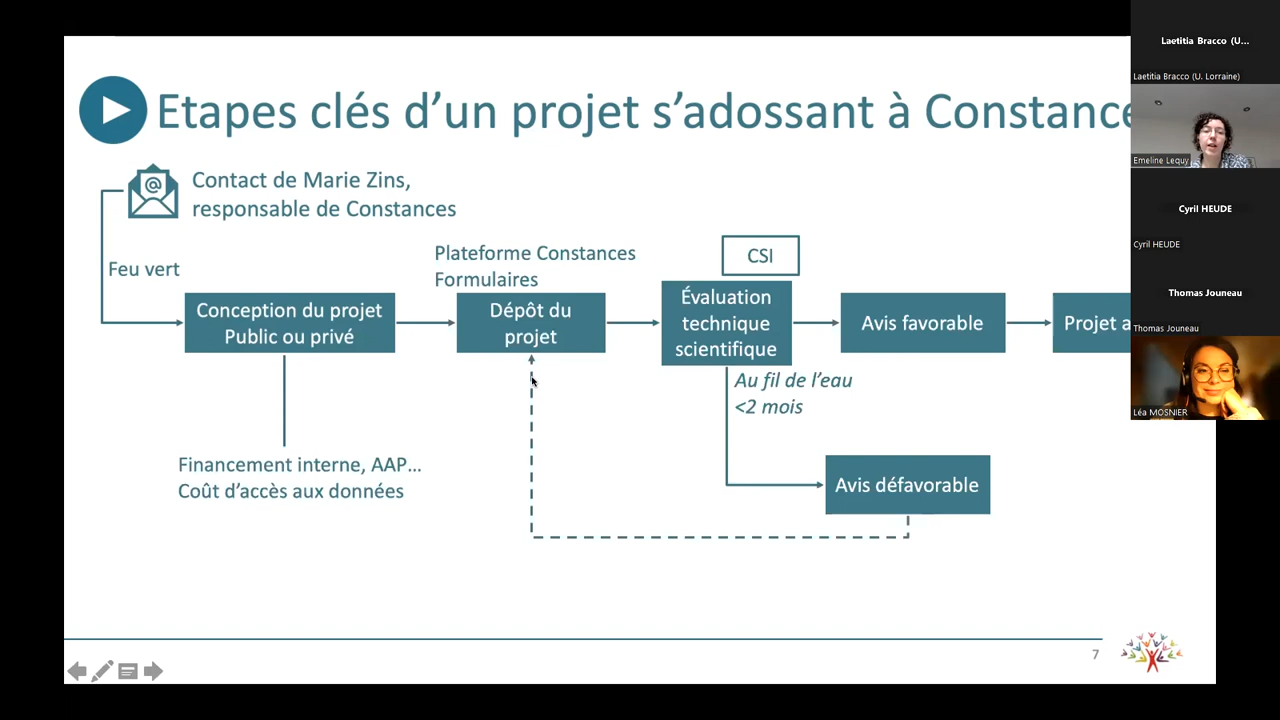 Etapes clés d’un projet s’adossant à Constance
Contact de Marie Zins,
responsable de Constances
Feu vert
Plateforme Constances
Formulaires
CSI
Conception du projet
Public ou privé
Dépôt du
projet
Évaluation
technique
scientifique
Avis favorable
Projet a
Au fil de l’eau
<2 mois
Financement interne, AAP...
Coût d’accès aux données
Avis défavorable
7
Laetitia Bracco (U...
Laetitia Bracco (U. Lorraine)
Emeline Lequy
Cyril HEUDE
Cyril HEUDE
Thomas Jouneau
Thomas Jouneau
Léa MOSNIER